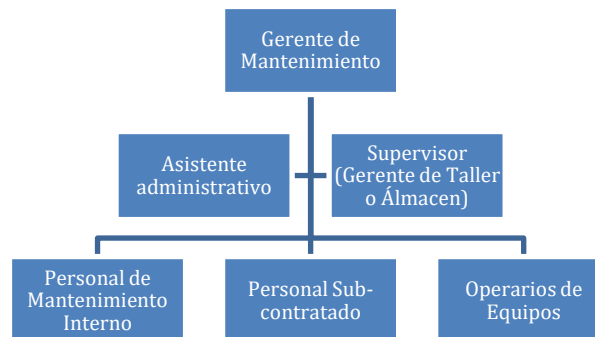 Gerente de
Mantenimiento
Asistente
administrativo
Supervisor
(Gerente de Taller
o Álmacen)
Personal de
Mantenimiento
Interno
Personal Sub-
contratado
Operarios de
Equipos